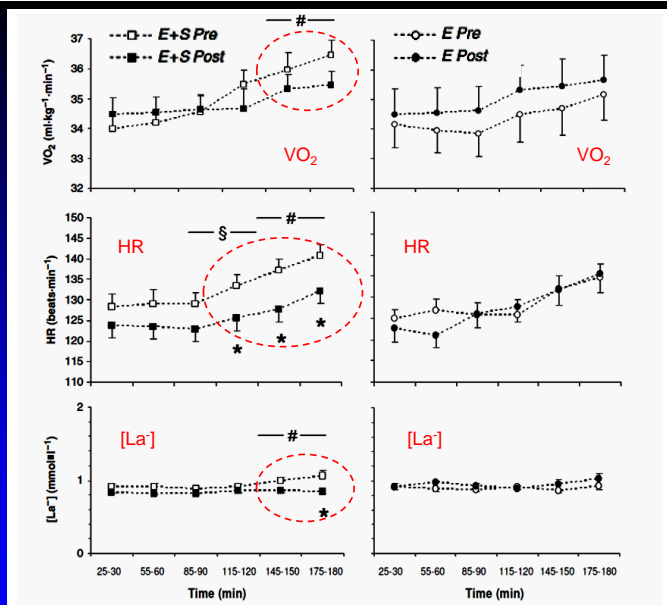 #
E+S Pre
E+S Post
E Pre
E Post
37
36
35
34
33
32
VO₂ (ml·kg⁻¹·min⁻¹)
VO₂
VO₂
§
#
150
145
140
135
130
125
120
115
110
HR (beats·min⁻¹)
HR
HR
*
*
*
2
1
0
[La⁻] (mmol·l⁻¹)
[La⁻]
[La⁻]
#
*
25-30 55-60 85-90 115-120 145-150 175-180
25-30 55-60 85-90 115-120 145-150 175-180
Time (min)
Time (min)